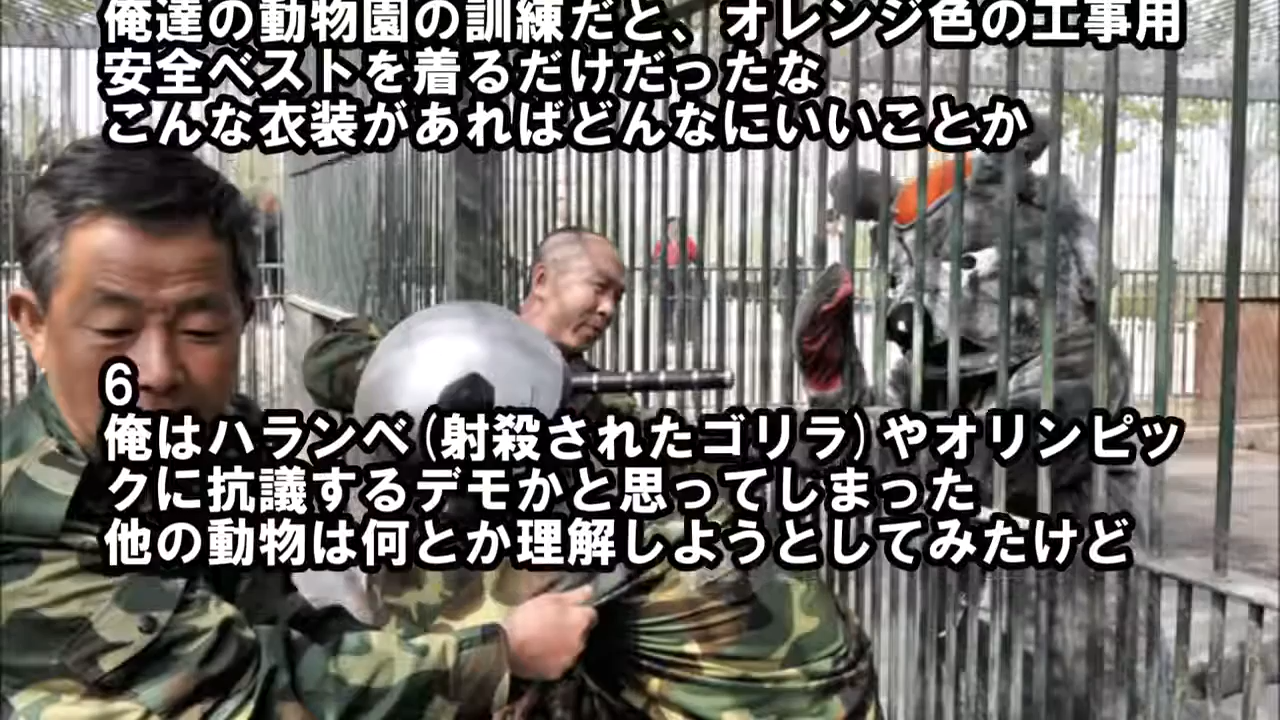 俺達の動物園の訓練だと、オレンジ色の工事用
安全ベストを着るだけだったな
こんな衣装があればどんなにいいことか
6
俺はハランベ(射殺されたゴリラ)やオリンピッ
クに抗議するデモかと思ってしまった
他の動物は何とか理解しようとしてみたけど